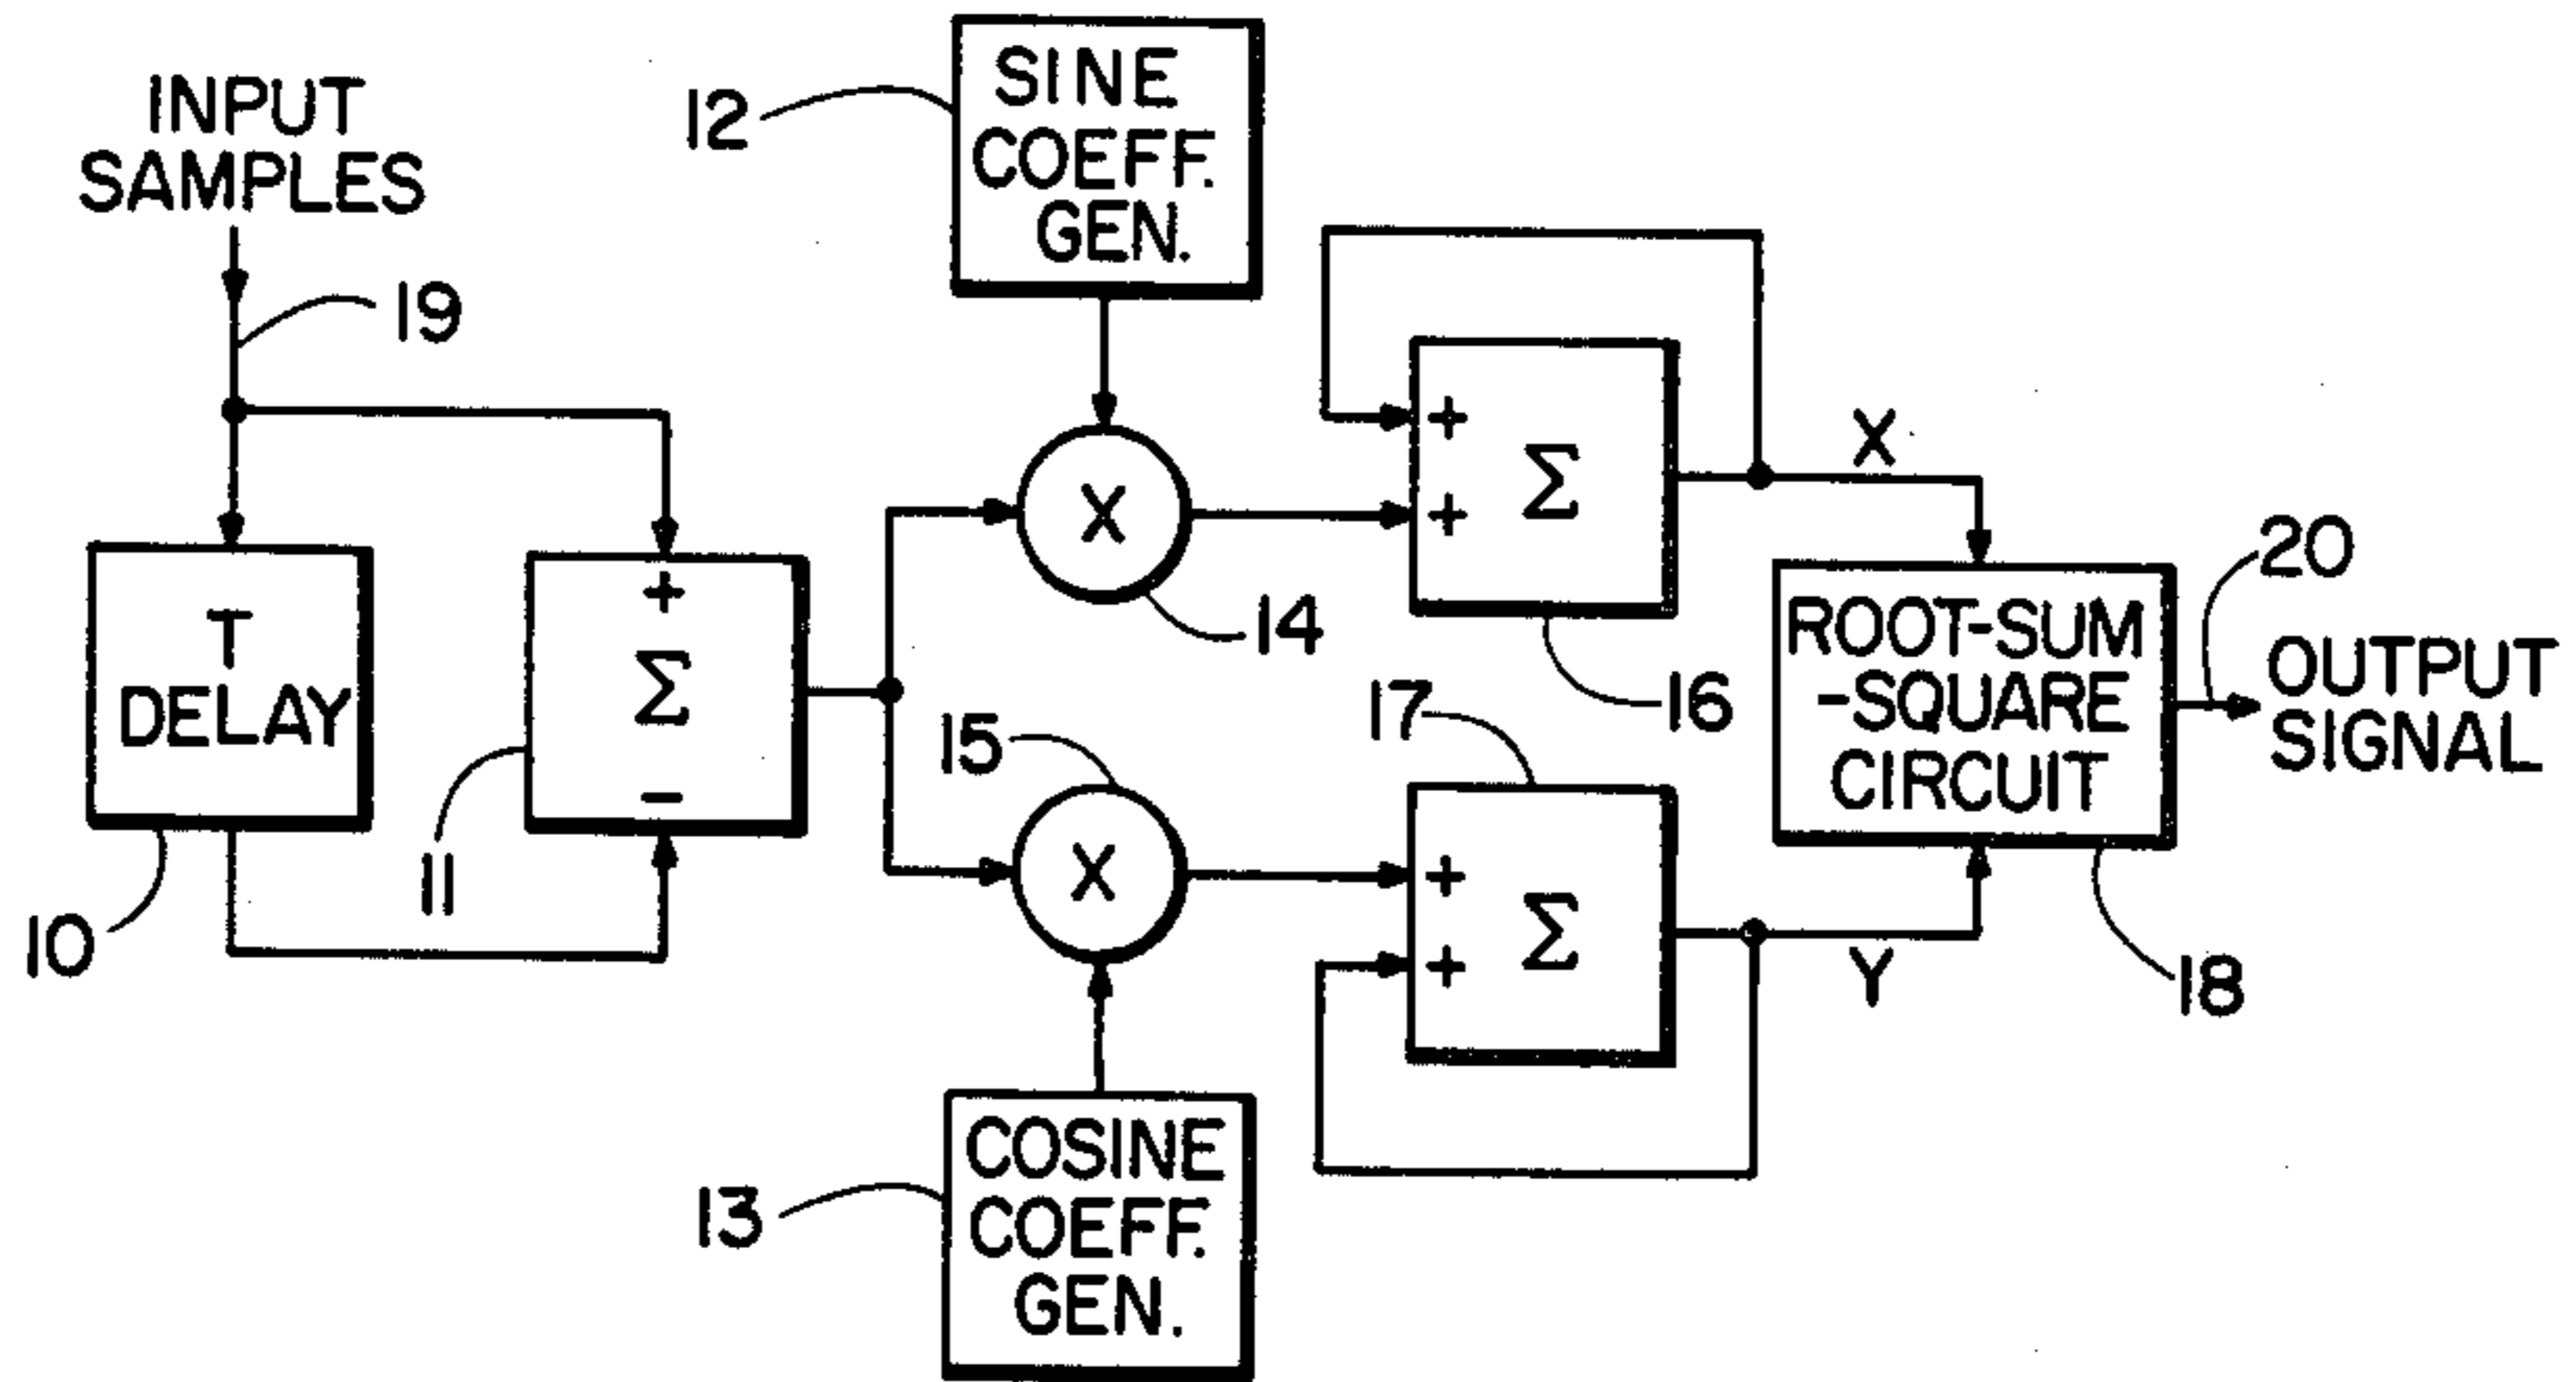 INPUT
SAMPLES
19
T
DELAY
10
+
Σ
-
11
12
SINE
COEFF.
GEN.
X
14
15
X
13
COSINE
COEFF.
GEN.
+
+
Σ
16
17
+
+
Σ
X
Y
ROOT-SUM
-SQUARE
CIRCUIT
18
20
OUTPUT
SIGNAL